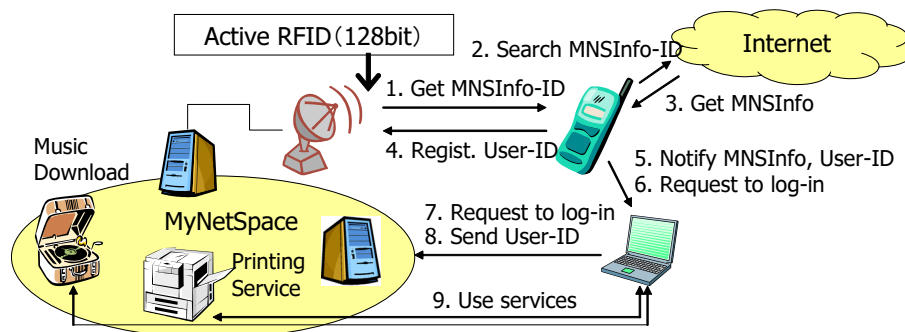 Active RFID(128bit)
2. Search MNSInfo-ID
Internet
1. Get MNSInfo-ID
3. Get MNSInfo
4. Regist. User-ID
Music
Download
5. Notify MNSInfo, User-ID
6. Request to log-in
MyNetSpace
7. Request to log-in
8. Send User-ID
Printing
Service
9. Use services